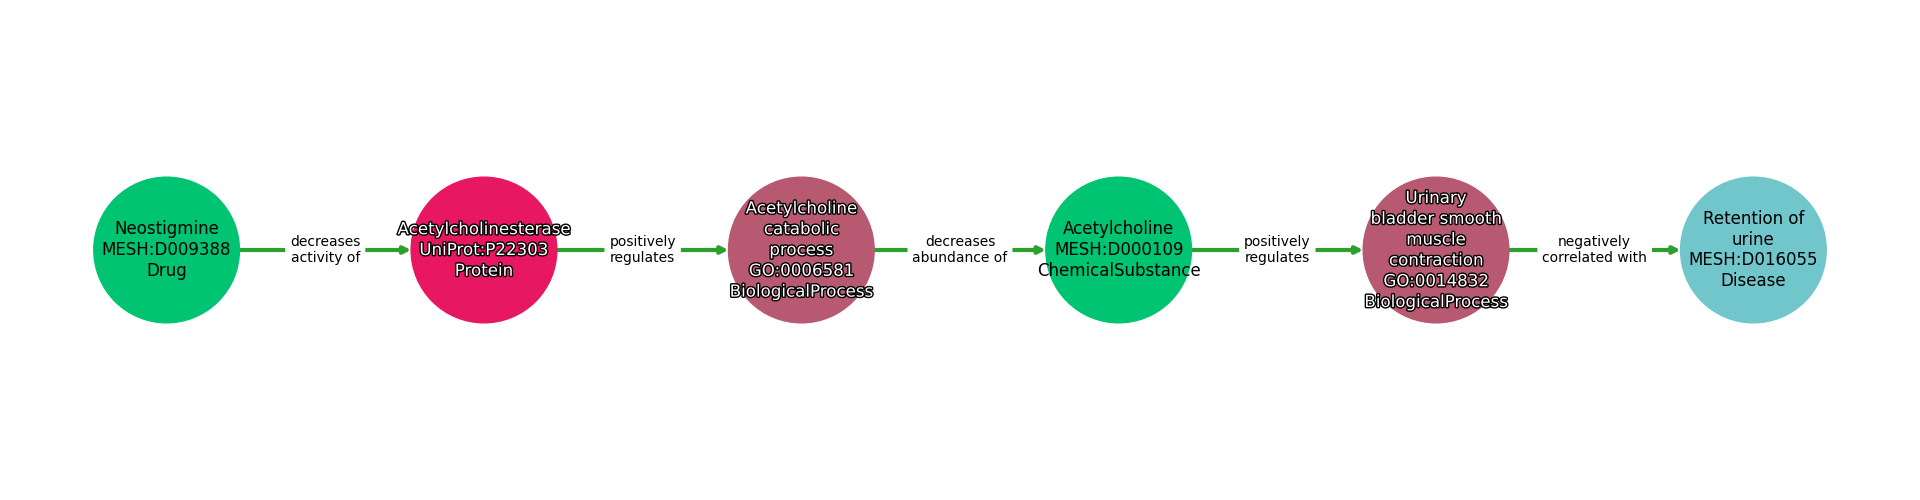 Neostigmine
MESH:D009388
Drug
decreases
activity of
Acetylcholinesterase
UniProt:P22303
Protein
positively
regulates
Acetylcholine
catabolic
process
GO:0006581
BiologicalProcess
decreases
abundance of
Acetylcholine
MESH:D000109
ChemicalSubstance
positively
regulates
Urinary
bladder smooth
muscle
contraction
GO:0014832
BiologicalProcess
negatively
correlated with
Retention of
urine
MESH:D016055
Disease